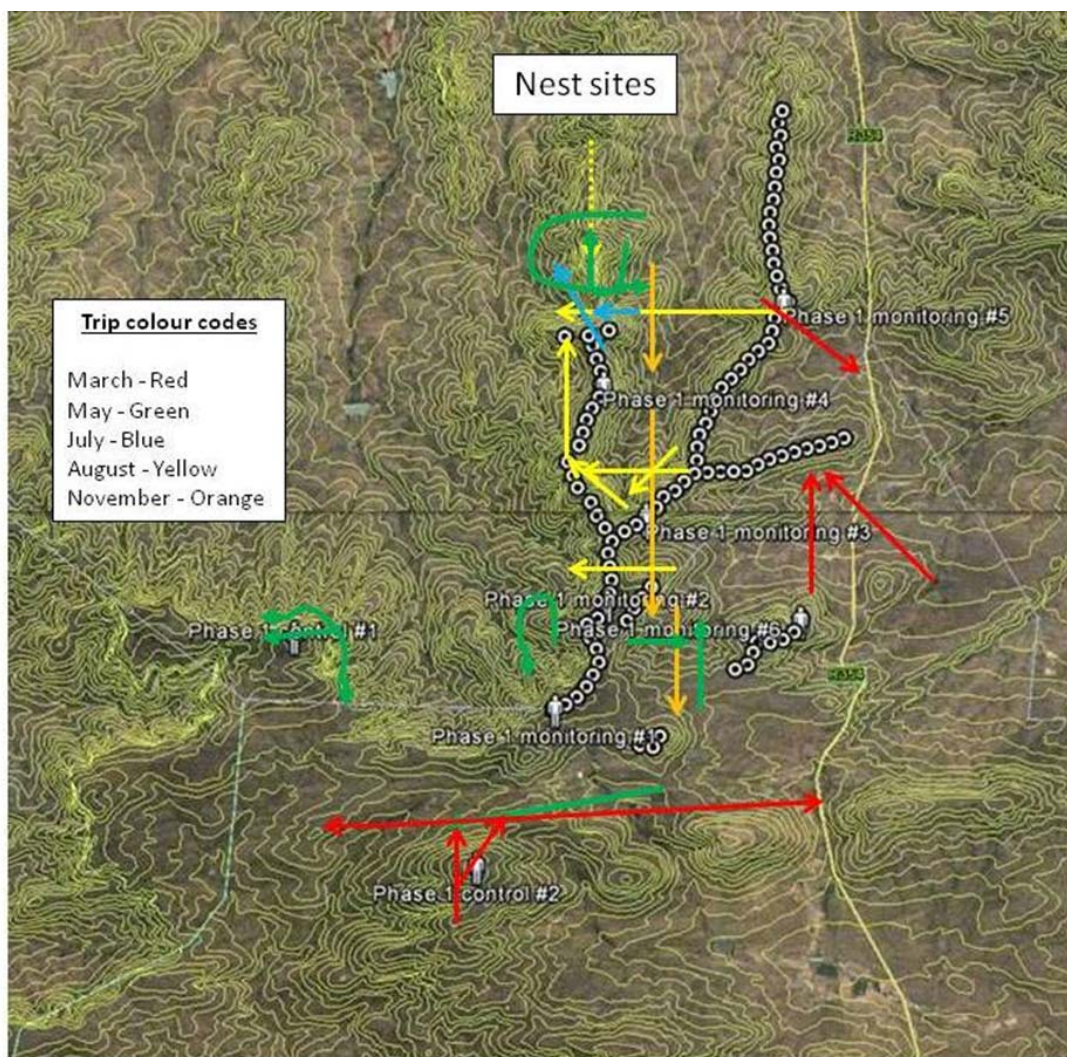 Nest sites
R354
Phase 1 monitoring #5
Trip colour codes
March - Red
May - Green
July - Blue
August - Yellow
November - Orange
Phase 1 monitoring #4
Phase 1 monitoring #3
Phase 1 monitoring #2
Phase 1 control #1
Phase 1 monitoring #6
R354
Phase 1 monitoring #1
Phase 1 control #2